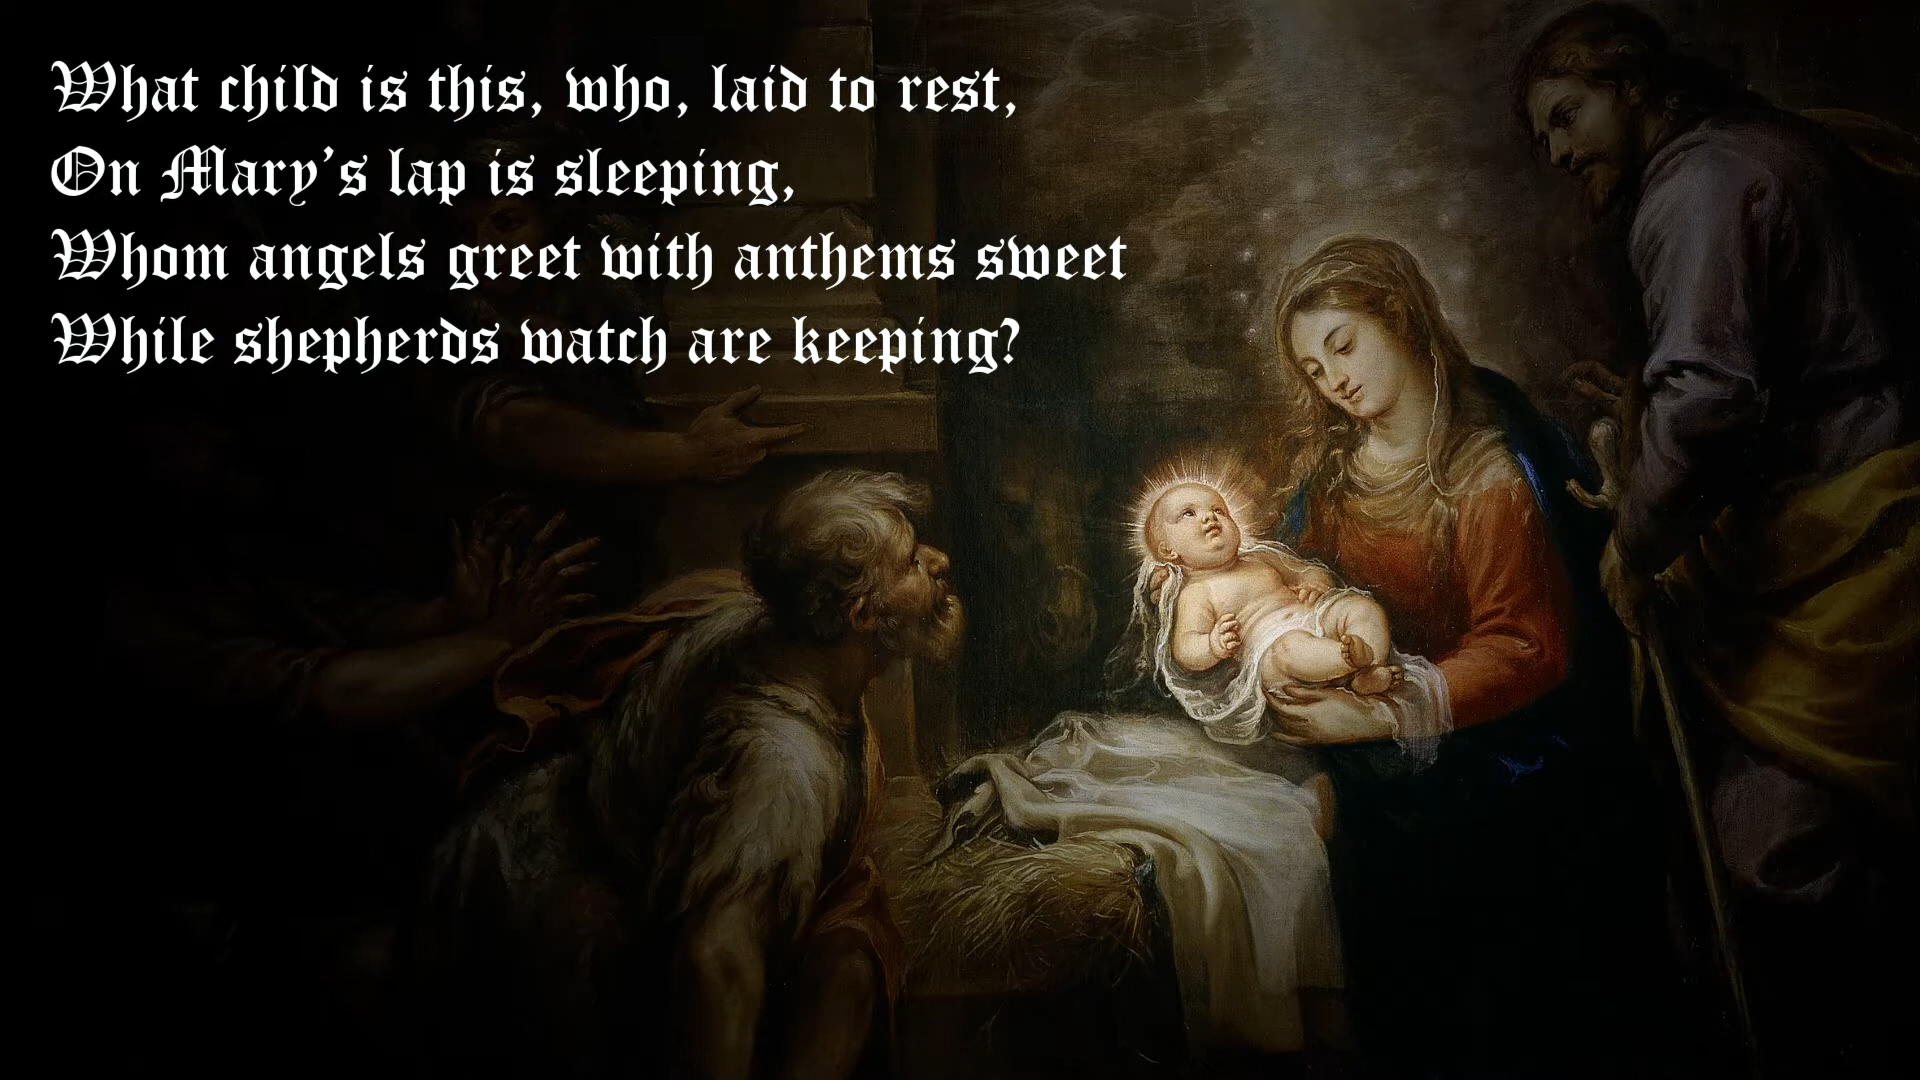 What child is this, who, laid to rest,
On Mary’s lap is sleeping,
Whom angels greet with anthems sweet
While shepherds watch are keeping?